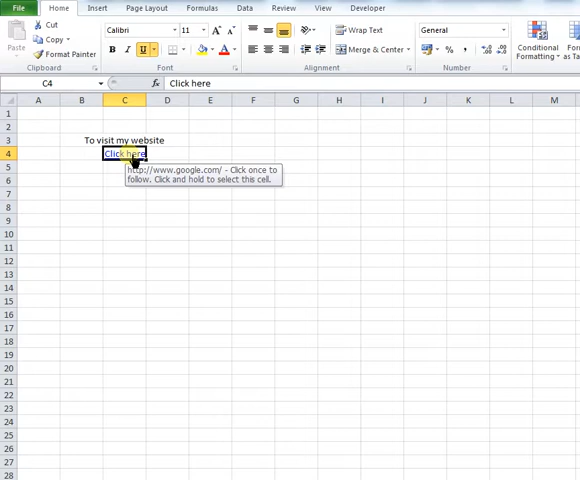 File Home Insert Page Layout Formulas Data Review View Developer
Cut Calibri 11 A A Wrap Text General
Paste Copy Format Painter B I U A Merge & Center $ % , Conditional Formatting Forma as Ta
Clipboard Font Alignment Number
C4 fx Click here
A B C D E F G H I J K L M
1
2
3 To visit my website
4 Click here
5 http://www.google.com/ - Click once to
6 follow. Click and hold to select this cell.
7
8
9
10
11
12
13
14
15
16
17
18
19
20
21
22
23
24
25
26
27
28